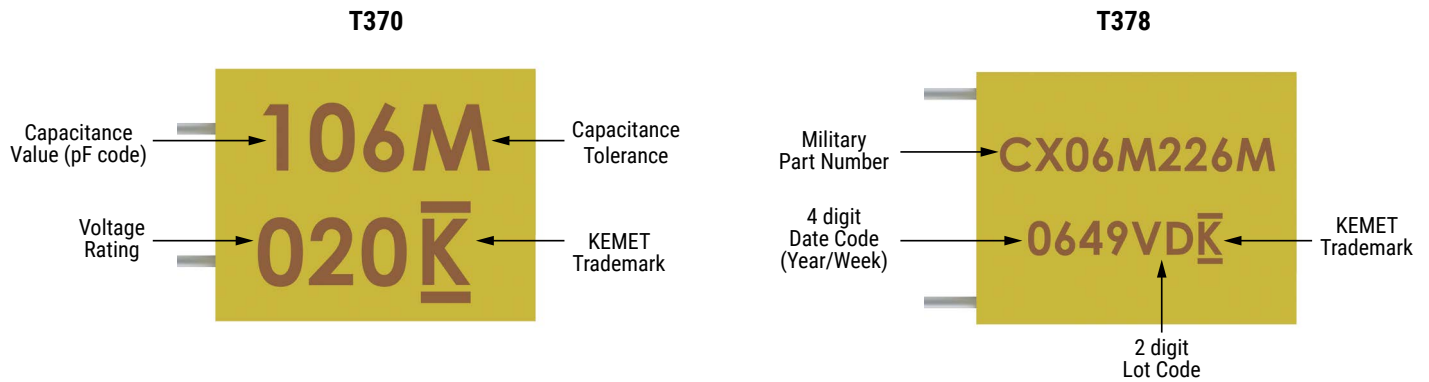 T370
Capacitance
Value (pF code)
106M
Capacitance
Tolerance
Voltage
Rating
020K
KEMET
Trademark
T378
Military
Part Number
CX06M226M
4 digit
Date Code
(Year/Week)
0649VDK
KEMET
Trademark
2 digit
Lot Code